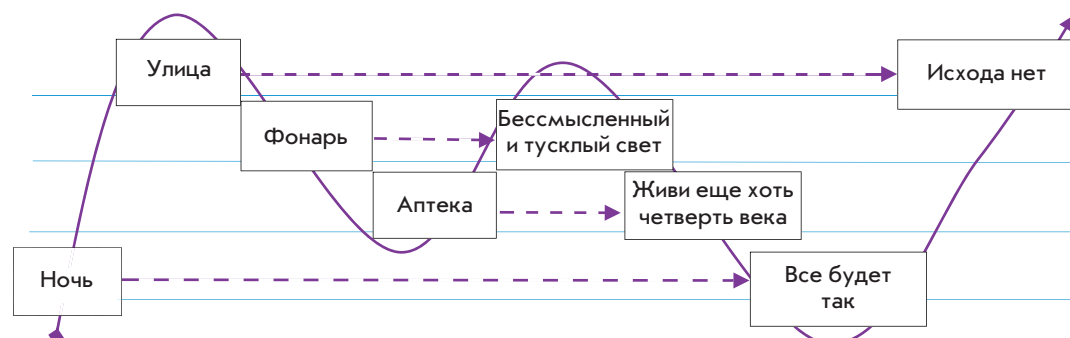 Улица
Исхода нет
Фонарь
Бессмысленный
и тусклый свет
Аптека
Живи еще хоть
четверть века
Ночь
Все будет
так